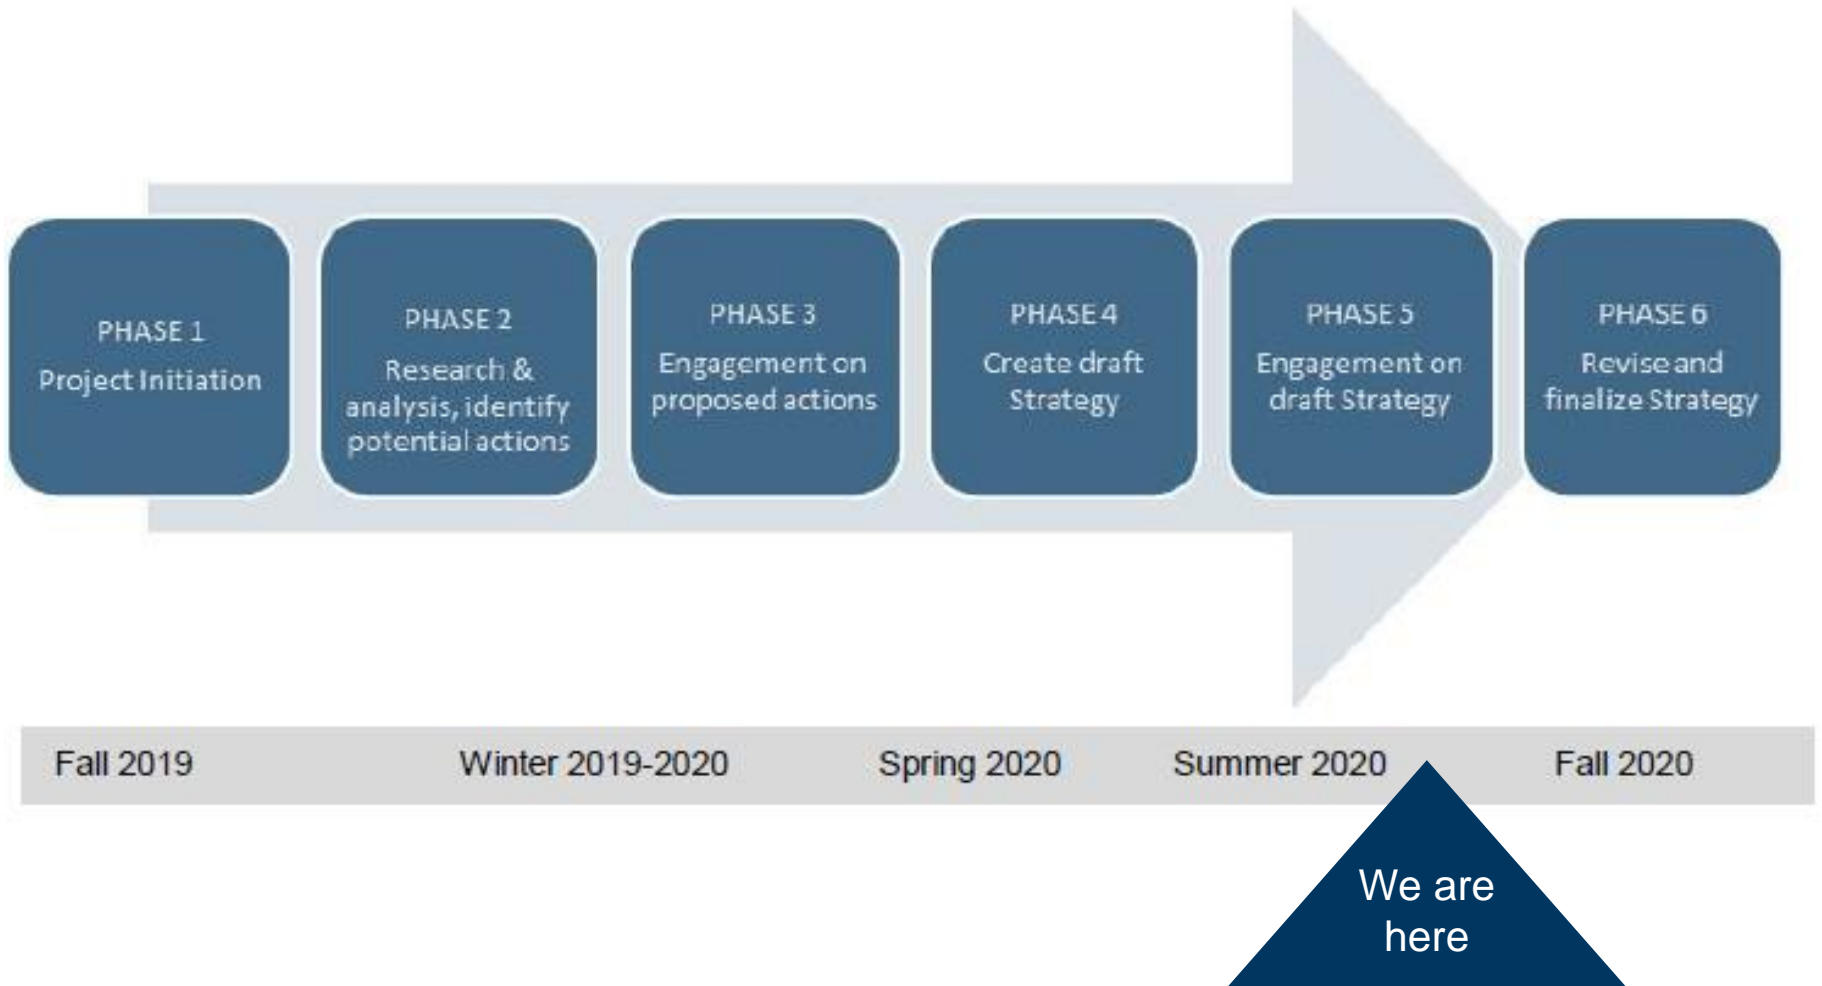 PHASE 1
Project Initiation
PHASE 2
Research &
analysis, identify
potential actions
PHASE 3
Engagement on
proposed actions
PHASE 4
Create draft
Strategy
PHASE 5
Engagement on
draft Strategy
PHASE 6
Revise and
finalize Strategy
Fall 2019
Winter 2019-2020
Spring 2020
Summer 2020
Fall 2020
We are
here